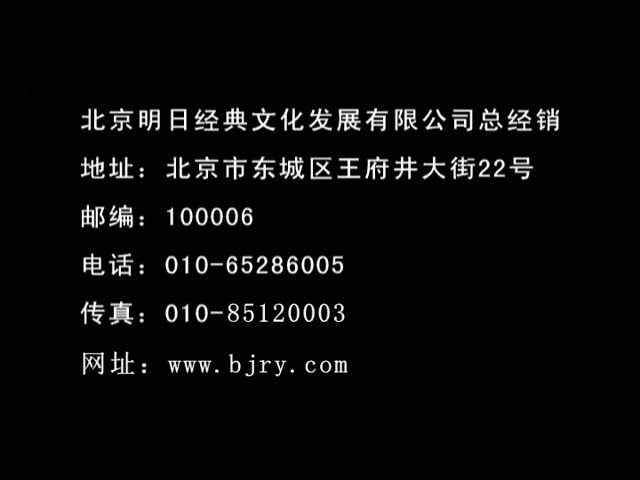 北京明日经典文化发展有限公司总经销
地址：北京市东城区王府井大街22号
邮编：100006
电话：010-65286005
传真：010-85120003
网址：www.bjry.com